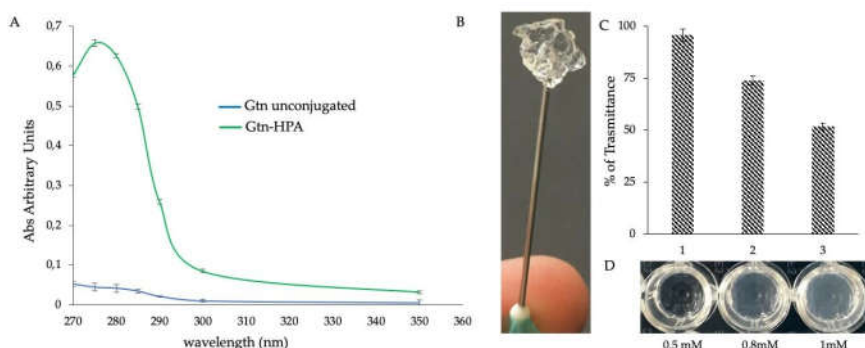 A
0,7
0,6
0,5
0,4
0,3
0,2
0,1
0
Abs Arbitrary Units
Gtn unconjugated
Gtn-HPA
270 280 290 300 310 320 330 340 350 360
wavelength (nm)
B
C
100
75
50
25
0
% of Trasmittance
1 2 3
D
0.5 mM 0.8mM 1mM